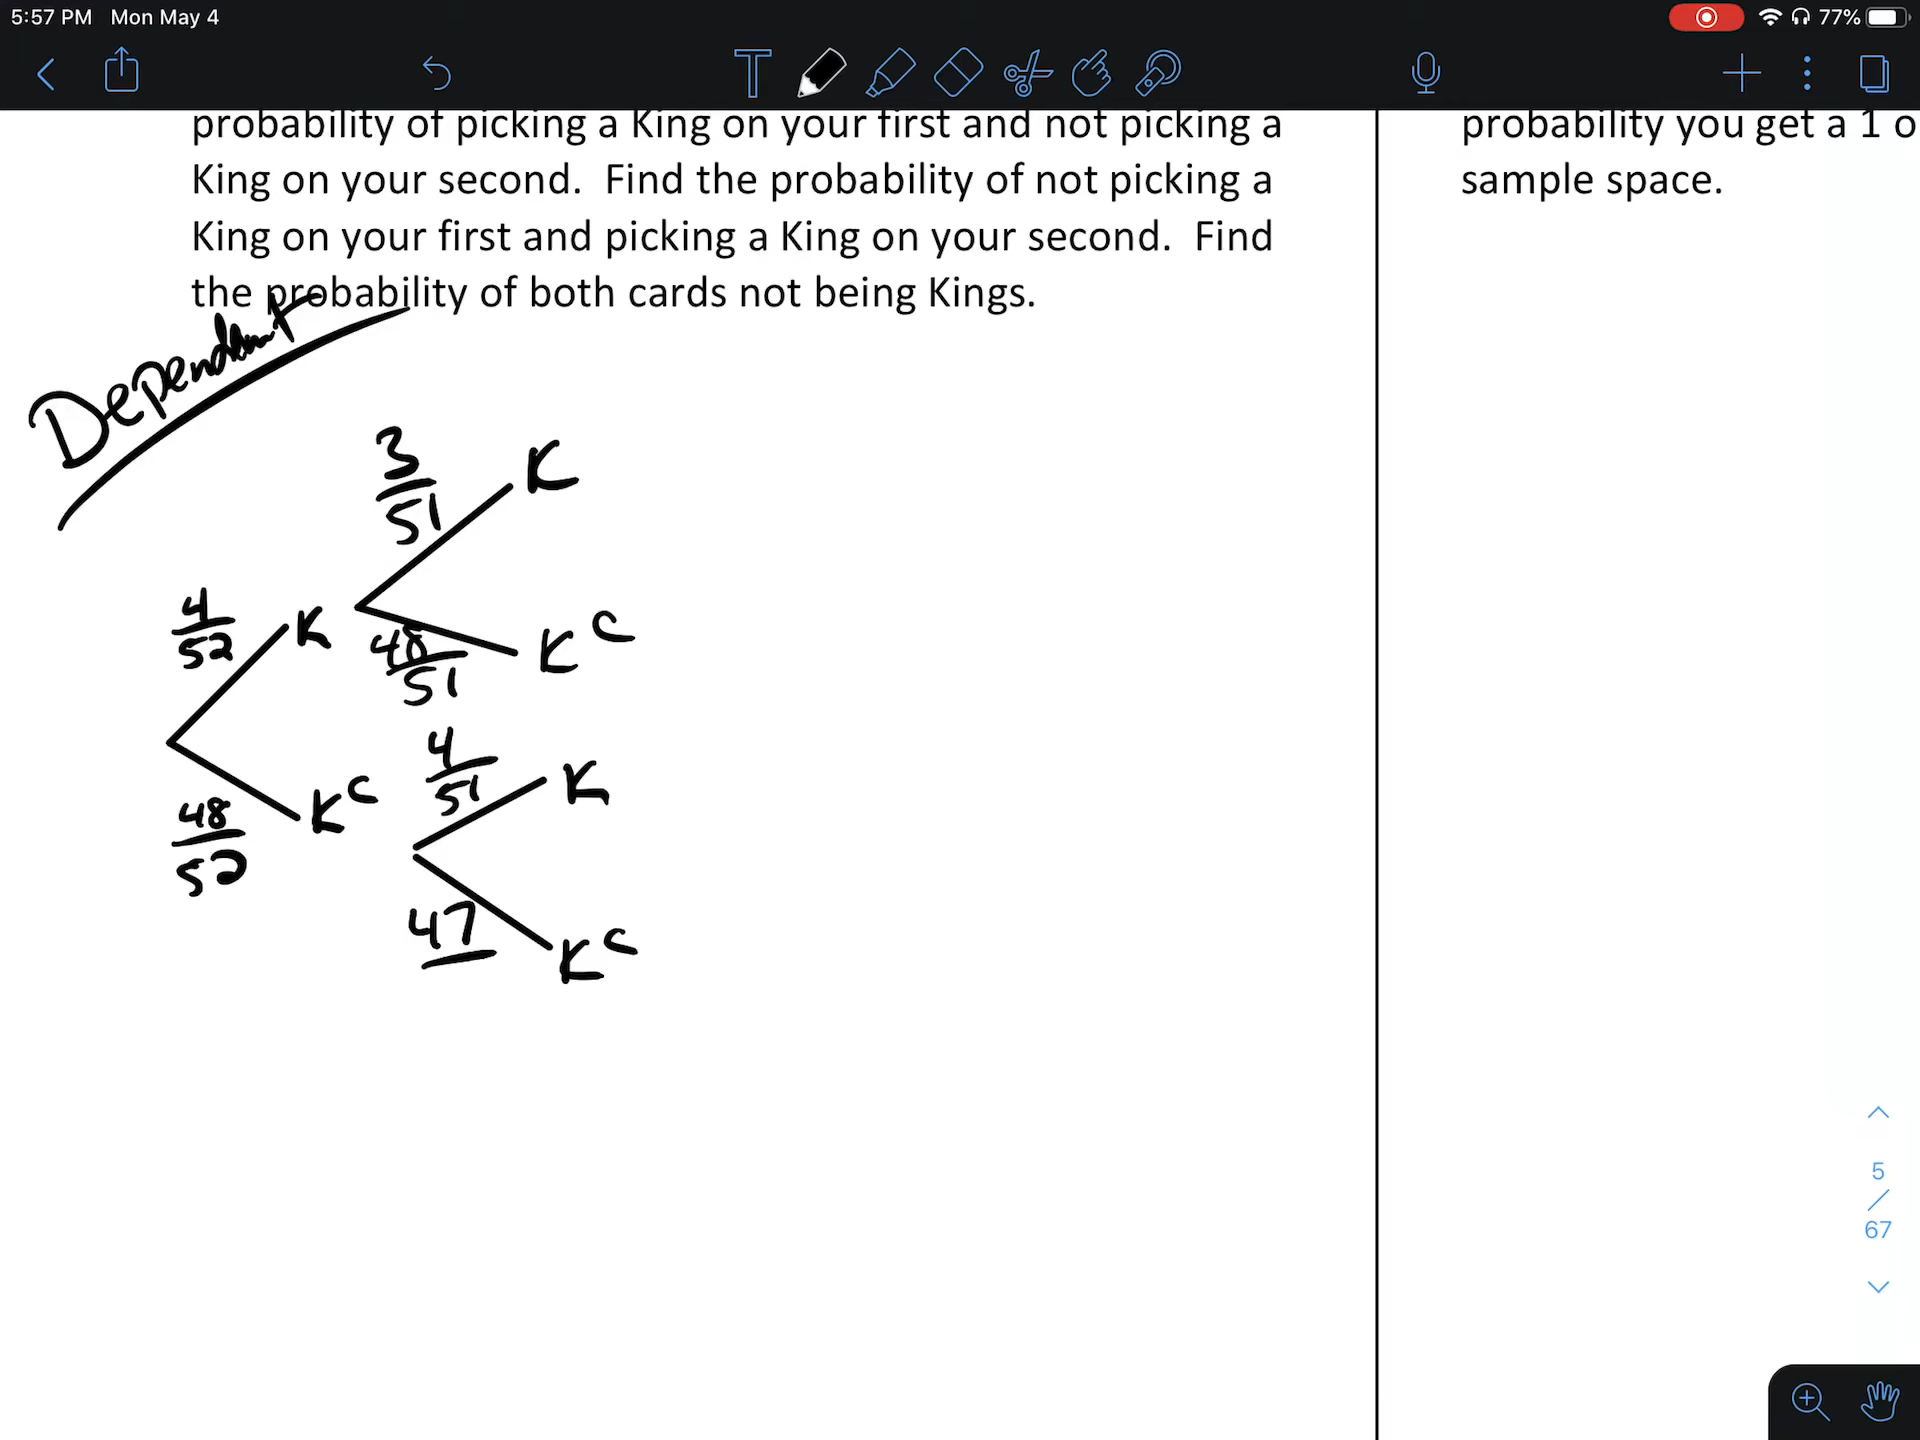 5:57 PM Mon May 4
77%
T
probability of picking a King on your first and not picking a
King on your second. Find the probability of not picking a
King on your first and picking a King on your second. Find
the probability of both cards not being Kings.
probability you get a 1 o
sample space.
Dependent
3
51
K
4
52
K
48
51
K C
4
51
K
48
52
K C
47
K C
5
67